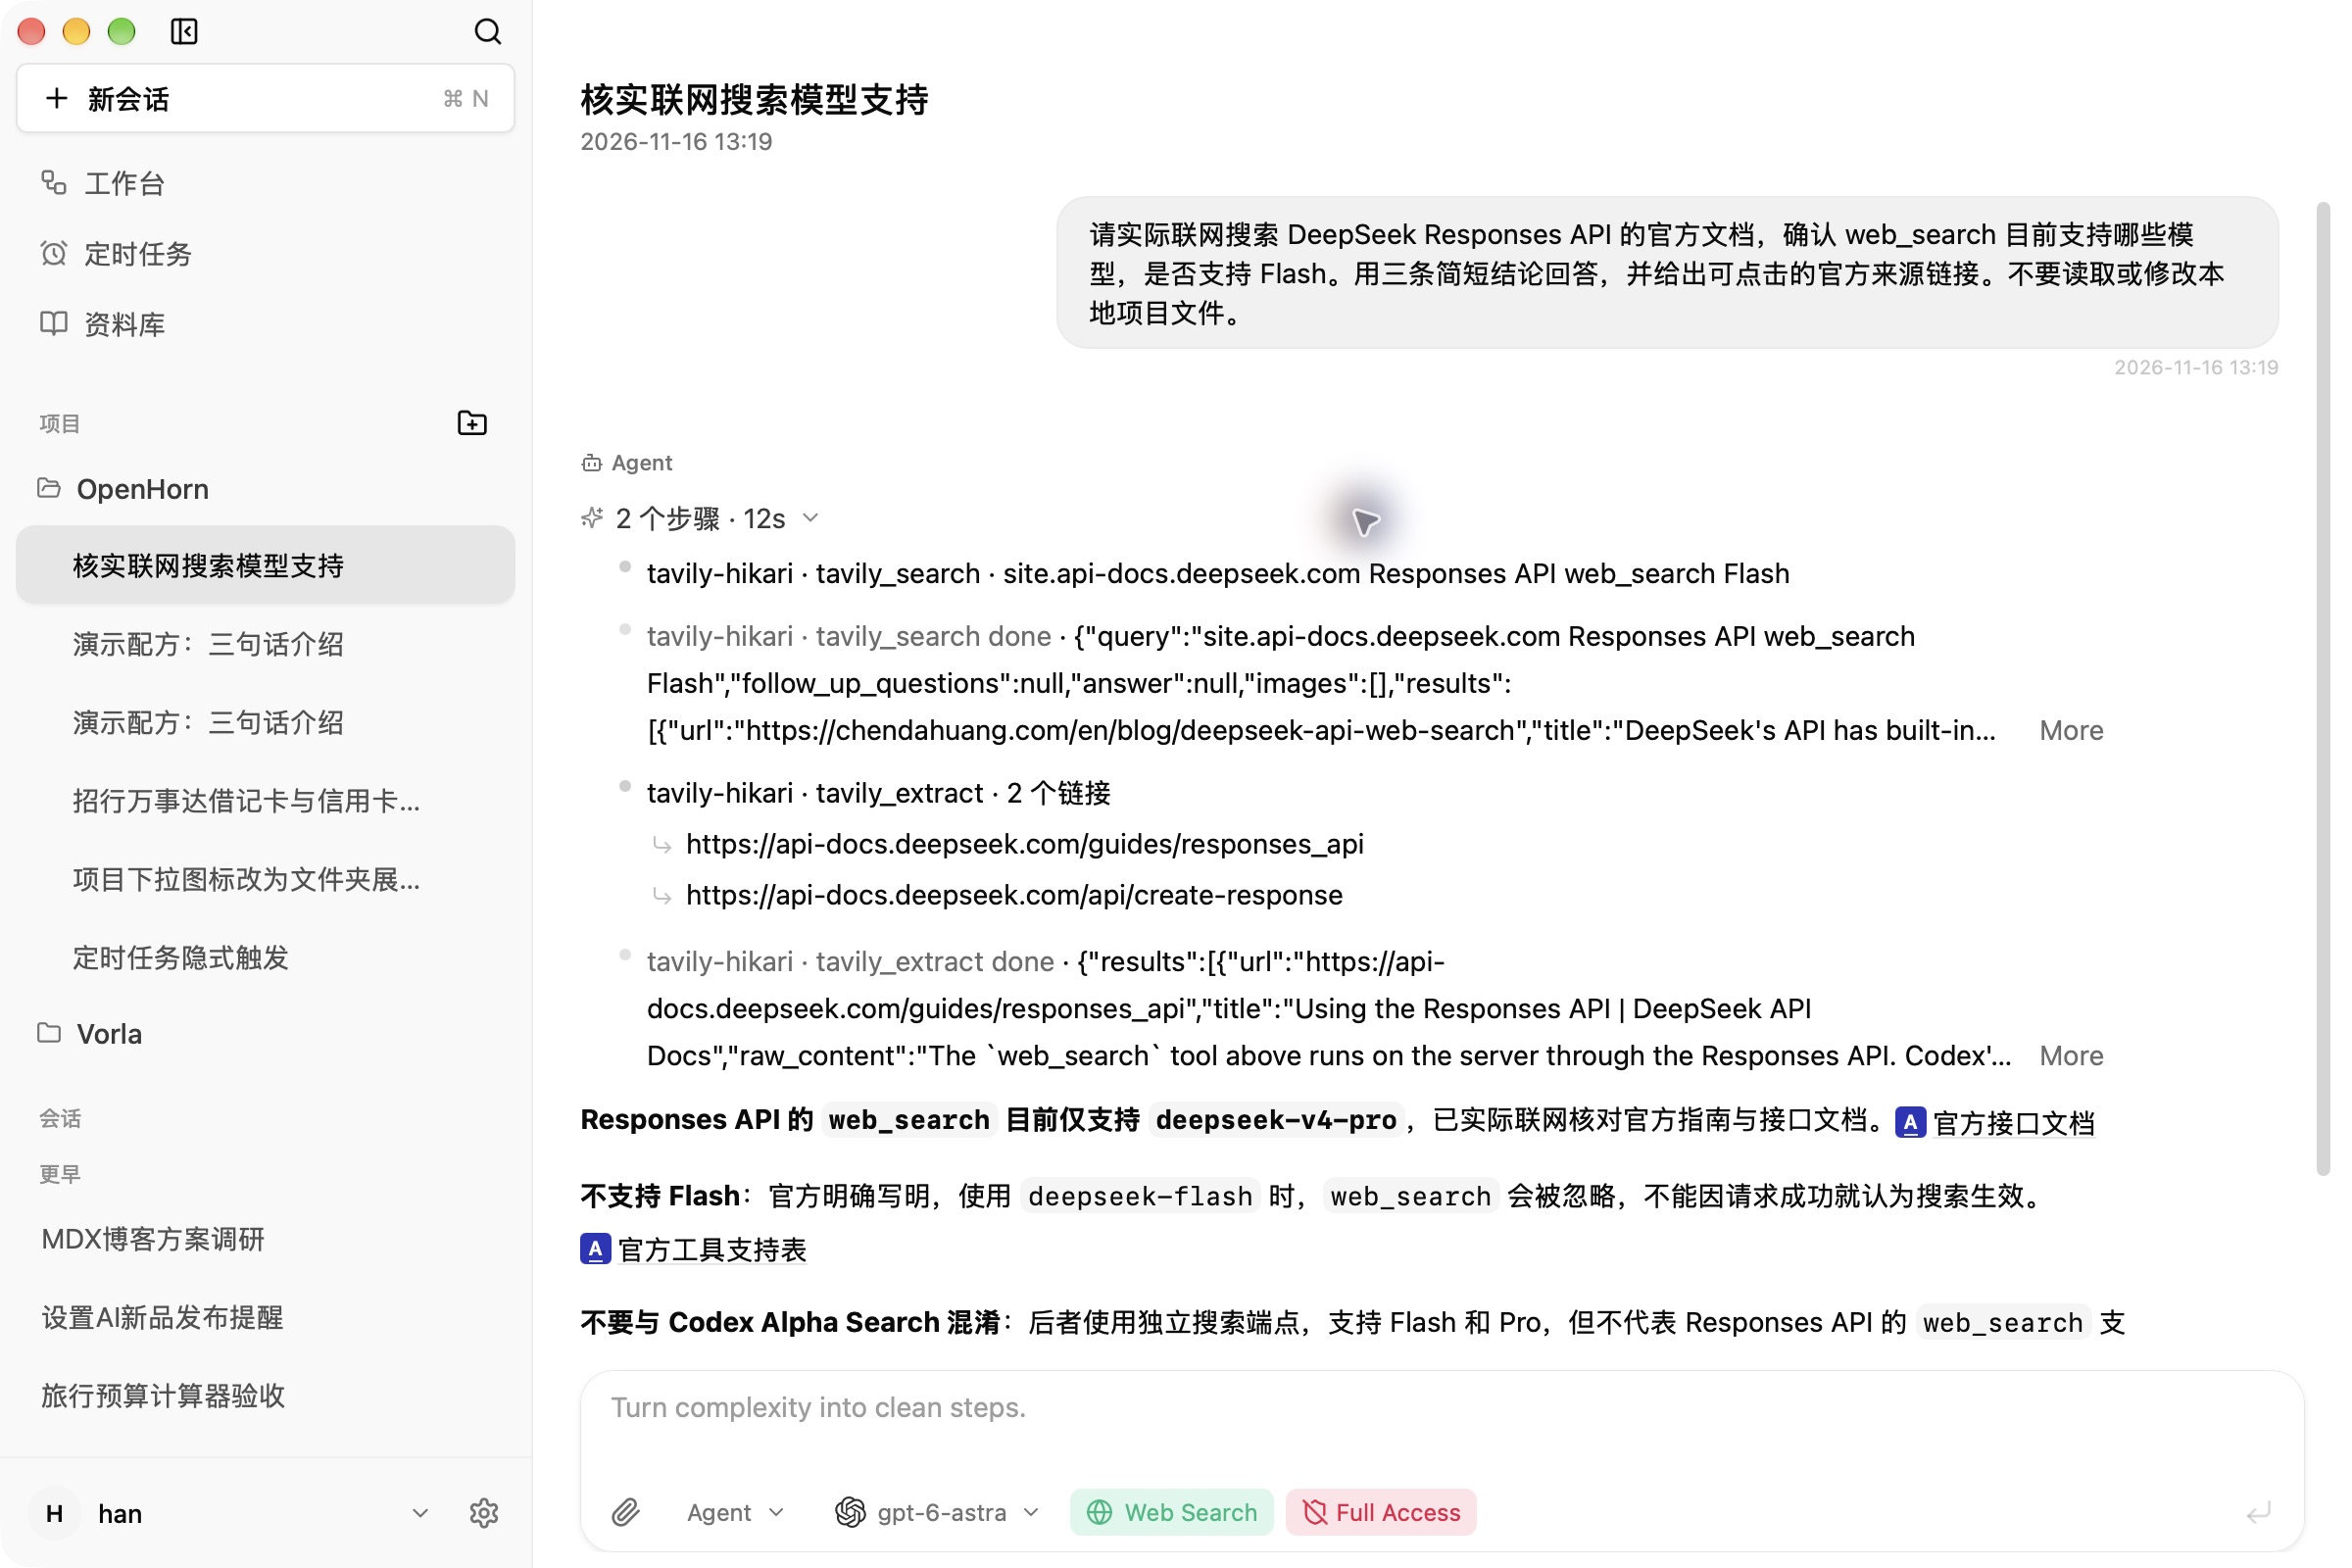 新会话
⌘ N
工作台
定时任务
资料库
项目
OpenHorn
核实联网搜索模型支持
演示配方：三句话介绍
演示配方：三句话介绍
招行万事达借记卡与信用卡...
项目下拉图标改为文件夹展...
定时任务隐式触发
Vorla
会话
更早
MDX博客方案调研
设置AI新品发布提醒
旅行预算计算器验收
H han
核实联网搜索模型支持
2026-11-16 13:19
请实际联网搜索 DeepSeek Responses API 的官方文档，确认 web_search 目前支持哪些模
型，是否支持 Flash。用三条简短结论回答，并给出可点击的官方来源链接。不要读取或修改本
地项目文件。
2026-11-16 13:19
Agent
2 个步骤 · 12s
tavily-hikari · tavily_search · site.api-docs.deepseek.com Responses API web_search Flash
tavily-hikari · tavily_search done · {"query":"site.api-docs.deepseek.com Responses API web_search
Flash","follow_up_questions":null,"answer":null,"images":[],"results":
[{"url":"https://chendahuang.com/en/blog/deepseek-api-web-search","title":"DeepSeek's API has built-in... More
tavily-hikari · tavily_extract · 2 个链接
https://api-docs.deepseek.com/guides/responses_api
https://api-docs.deepseek.com/api/create-response
tavily-hikari · tavily_extract done · {"results":[{"url":"https://api-
docs.deepseek.com/guides/responses_api","title":"Using the Responses API | DeepSeek API
Docs","raw_content":"The `web_search` tool above runs on the server through the Responses API. Codex'... More
Responses API 的 web_search 目前仅支持 deepseek-v4-pro，已实际联网核对官方指南与接口文档。A 官方接口文档
不支持 Flash：官方明确写明，使用 deepseek-flash 时，web_search 会被忽略，不能因请求成功就认为搜索生效。
A 官方工具支持表
不要与 Codex Alpha Search 混淆：后者使用独立搜索端点，支持 Flash 和 Pro，但不代表 Responses API 的 web_search 支
Turn complexity into clean steps.
Agent gpt-6-astra Web Search Full Access